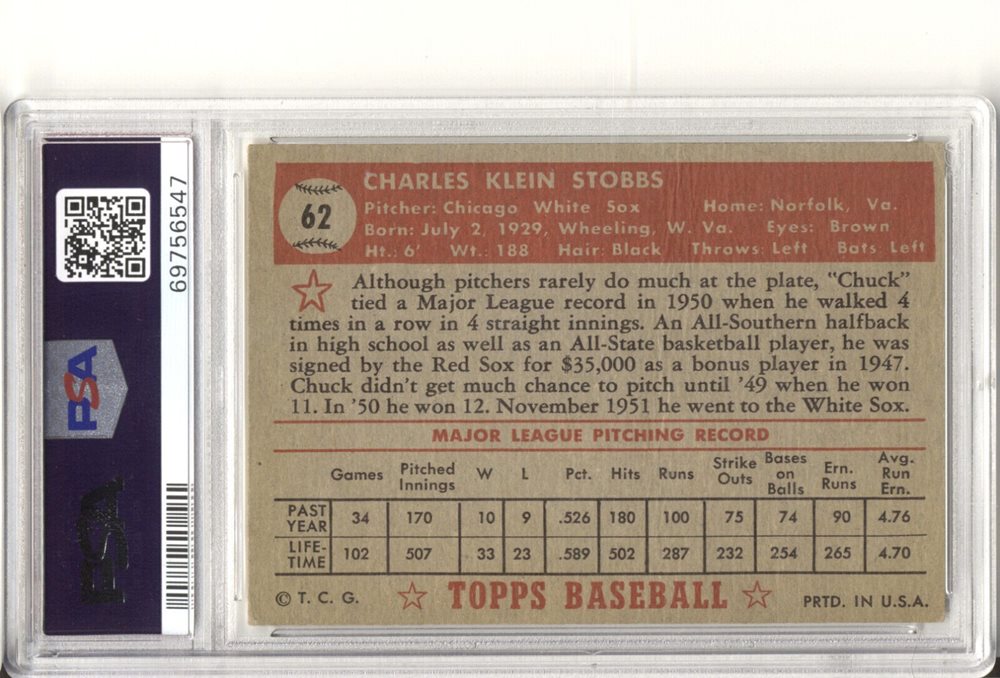 69756547
PSA
PSA
62
CHARLES KLEIN STOBBS
Pitcher: Chicago White Sox Home: Norfolk, Va.
Born: July 2, 1929, Wheeling, W. Va. Eyes: Brown
Ht.: 6' Wt.: 188 Hair: Black Throws: Left Bats: Left
Although pitchers rarely do much at the plate, "Chuck"
tied a Major League record in 1950 when he walked 4
times in a row in 4 straight innings. An All-Southern halfback
in high school as well as an All-State basketball player, he was
signed by the Red Sox for $35,000 as a bonus player in 1947.
Chuck didn't get much chance to pitch until '49 when he won
11. In '50 he won 12. November 1951 he went to the White Sox.
MAJOR LEAGUE PITCHING RECORD
Games Pitched Innings W L Pct. Hits Runs Strike Outs Bases on Balls Ern. Runs Avg. Run Ern.
PAST YEAR 34 170 10 9 .526 180 100 75 74 90 4.76
LIFE-TIME 102 507 33 23 .589 502 287 232 254 265 4.70
© T. C. G. TOPPS BASEBALL PRTD. IN U.S.A.